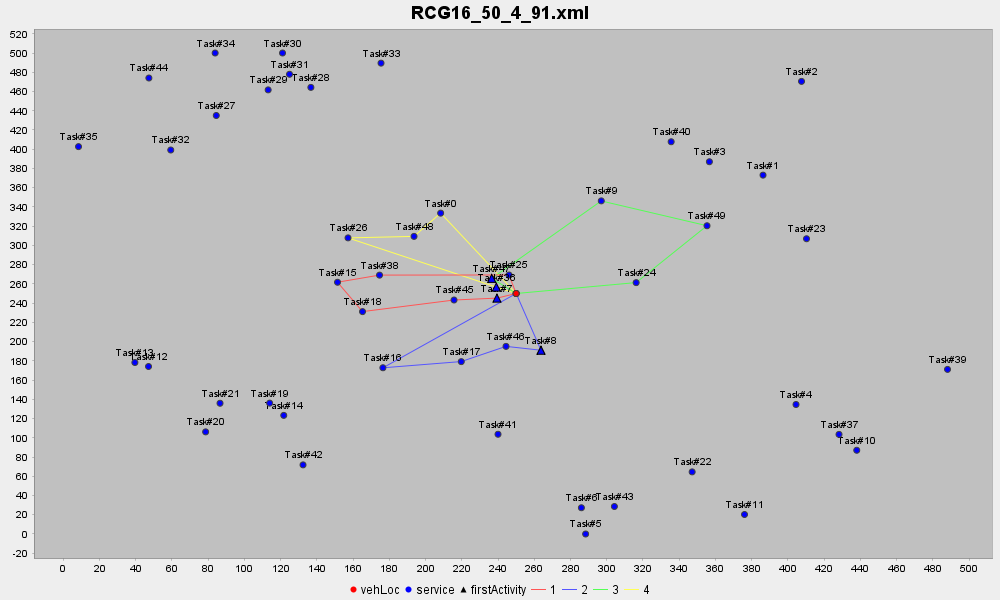 RCG16_50_4_91.xml
520
500
480
460
440
420
400
380
360
340
320
300
280
260
240
220
200
180
160
140
120
100
80
60
40
20
0
-20
Task#34
Task#30
Task#33
Task#44
Task#31
Task#29
Task#28
Task#2
Task#27
Task#35
Task#32
Task#40
Task#3
Task#1
Task#0
Task#9
Task#26
Task#48
Task#49
Task#23
Task#15
Task#38
Task#25
Task#24
Task#7
Task#18
Task#45
Task#46
Task#8
Task#16
Task#17
Task#13
Task#12
Task#39
Task#21
Task#19
Task#14
Task#20
Task#4
Task#41
Task#37
Task#10
Task#42
Task#22
Task#6
Task#43
Task#11
Task#5
0 20 40 60 80 100 120 140 160 180 200 220 240 260 280 300 320 340 360 380 400 420 440 460 480 500
vehLoc service firstActivity 1 2 3 4